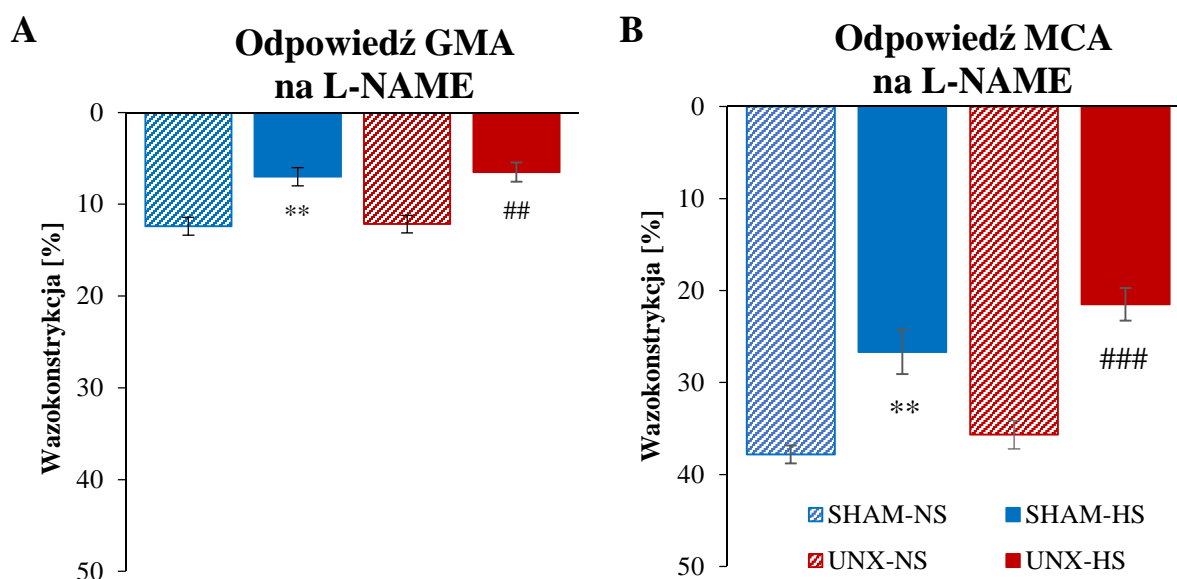 A
Odpowiedź GMA
na L-NAME
Wazokonstrykcja [%]
0
10
20
30
40
50
**
##
B
Odpowiedź MCA
na L-NAME
Wazokonstrykcja [%]
0
10
20
30
40
50
**
###
SHAM-NS
SHAM-HS
UNX-NS
UNX-HS